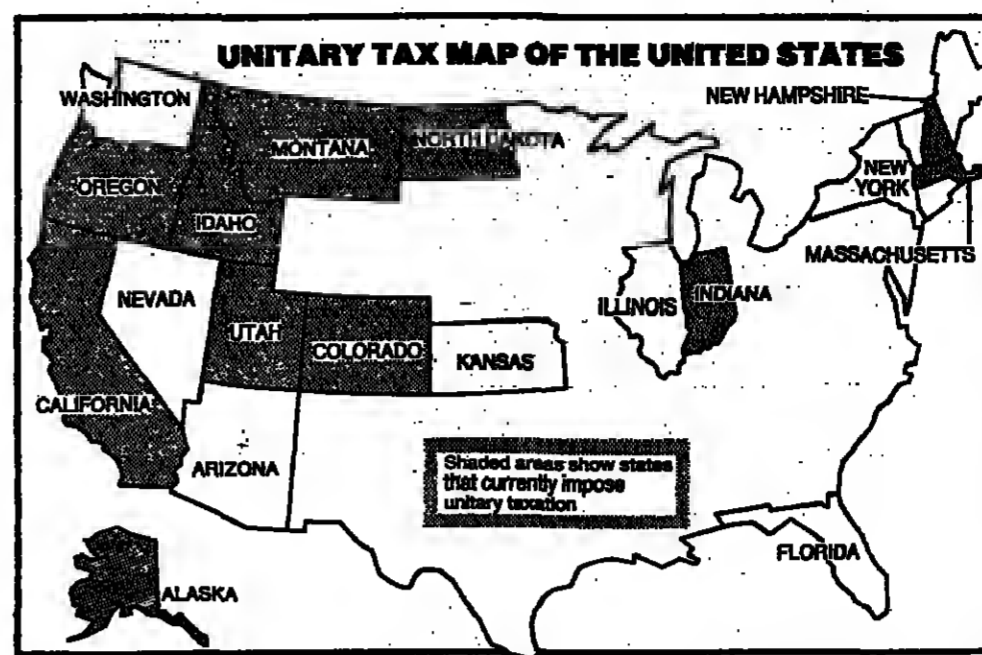 UNITARY TAX MAP OF THE UNITED STATES
WASHINGTON
NEW HAMPSHIRE
MONTANA
NORTH DAKOTA
OREGON
IDAHO
NEW
YORK
MASSACHUSETTS
NEVADA
UTAH
COLORADO
KANSAS
ILLINOIS
INDIANA
CALIFORNIA
ARIZONA
Shaded areas show states
that currently impose
unitary taxation
FLORIDA
ALASKA